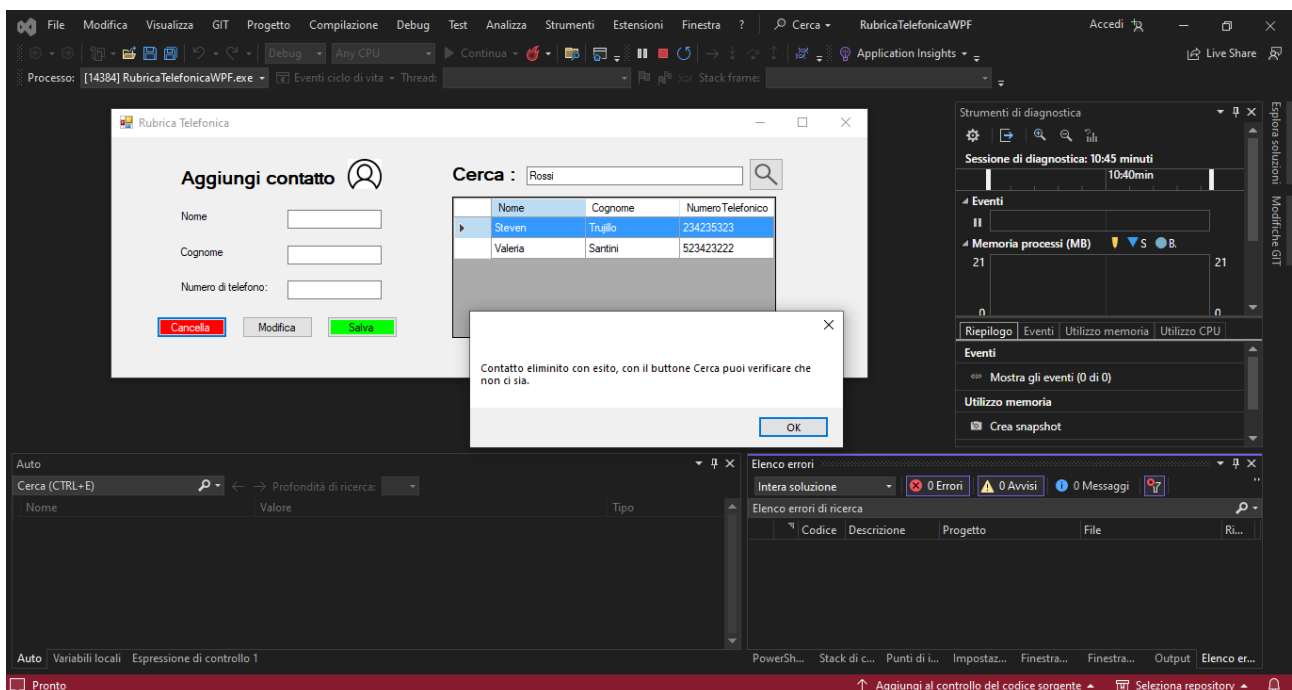 File Modifica Visualizza GIT Progetto Compilazione Debug Test Analizza Strumenti Estensioni Finestra ? Cerca RubricaTelefonicaWPF Accedi
Debug Any CPU Continua Application Insights Live Share
Processo: [14384] RubricaTelefonicaWPF.exe Eventi ciclo di vita Thread: Stack frame:
Rubrica Telefonica
Aggiungi contatto
Nome
Cognome
Numero di telefono:
Cancella Modifica Salva
Cerca : Rossi
Nome Cognome NumeroTelefonico
Steven Trujillo 234235323
Valeria Santini 523423222
Contatto eliminito con esito, con il buttone Cerca puoi verificare che
non ci sia.
OK
Strumenti di diagnostica
Sessione di diagnostica: 10:45 minuti
10:40min
Eventi
Memoria processi (MB) S B.
21 21
0 0
Riepilogo Eventi Utilizzo memoria Utilizzo CPU
Eventi
Mostra gli eventi (0 di 0)
Utilizzo memoria
Crea snapshot
Esplora soluzioni
Modifiche GIT
Auto
Cerca (CTRL+E) Profondità di ricerca:
Nome Valore Tipo
Auto Variabili locali Espressione di controllo 1
Elenco errori
Intera soluzione 0 Errori 0 Avvisi 0 Messaggi
Elenco errori di ricerca
Codice Descrizione Progetto File Ri...
PowerSh... Stack di c... Punti di i... Impostaz... Finestra... Finestra... Output Elenco er...
Pronto Aggiungi al controllo del codice sorgente Seleziona repository